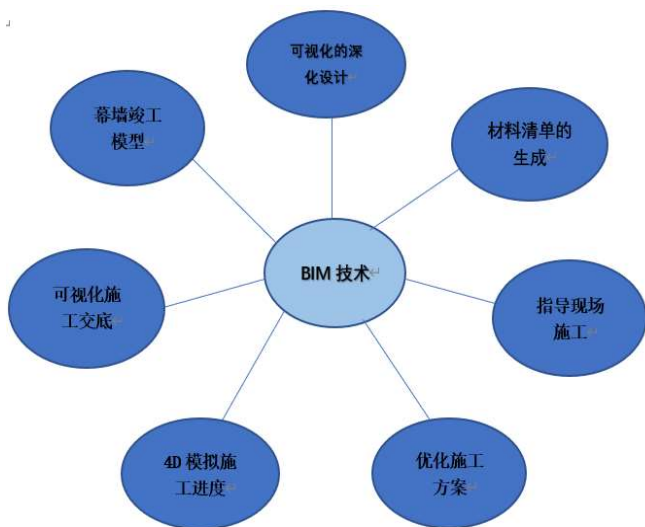 可视化的深
化设计
幕墙竣工
模型
材料清单的
生成
BIM 技术
可视化施
工交底
指导现场
施工
4D 模拟施
工进度
优化施工
方案